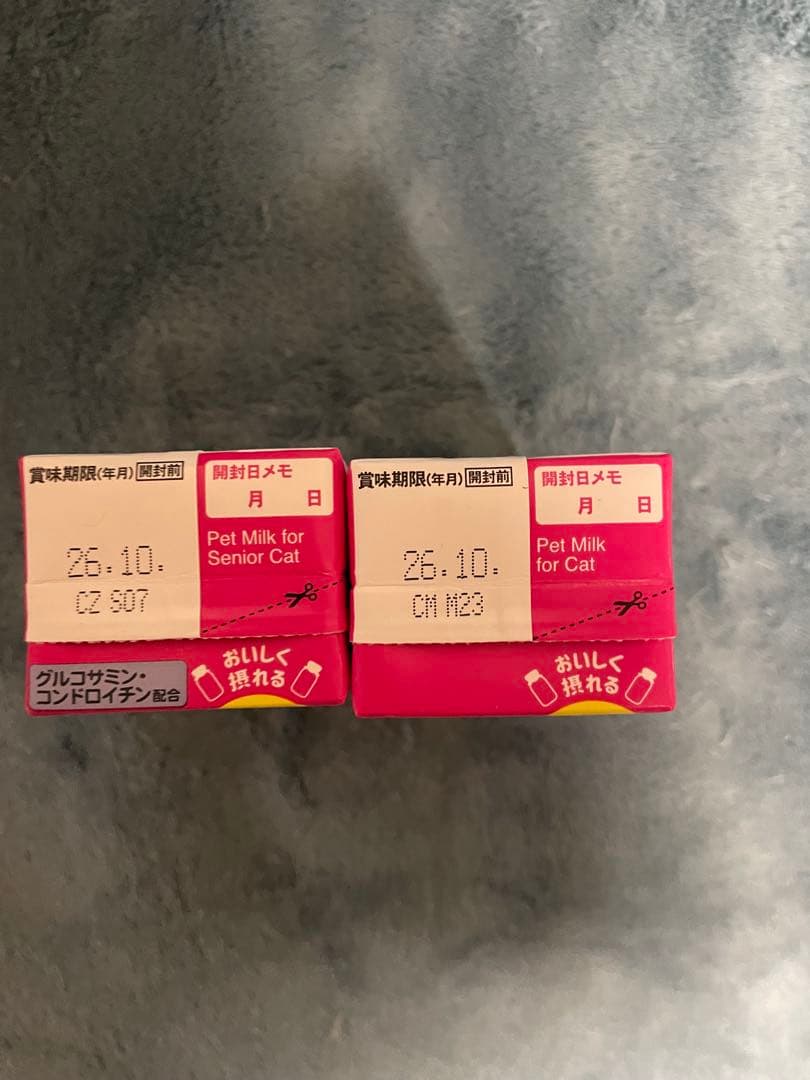 賞味期限(年月)開封前
26.10.
CZ S07
開封日メモ
月 日
Pet Milk for
Senior Cat
グルコサミン・
コンドロイチン配合
おいしく
摂れる
賞味期限(年月)開封前
26.10.
CM M23
開封日メモ
月 日
Pet Milk
for Cat
おいしく
摂れる